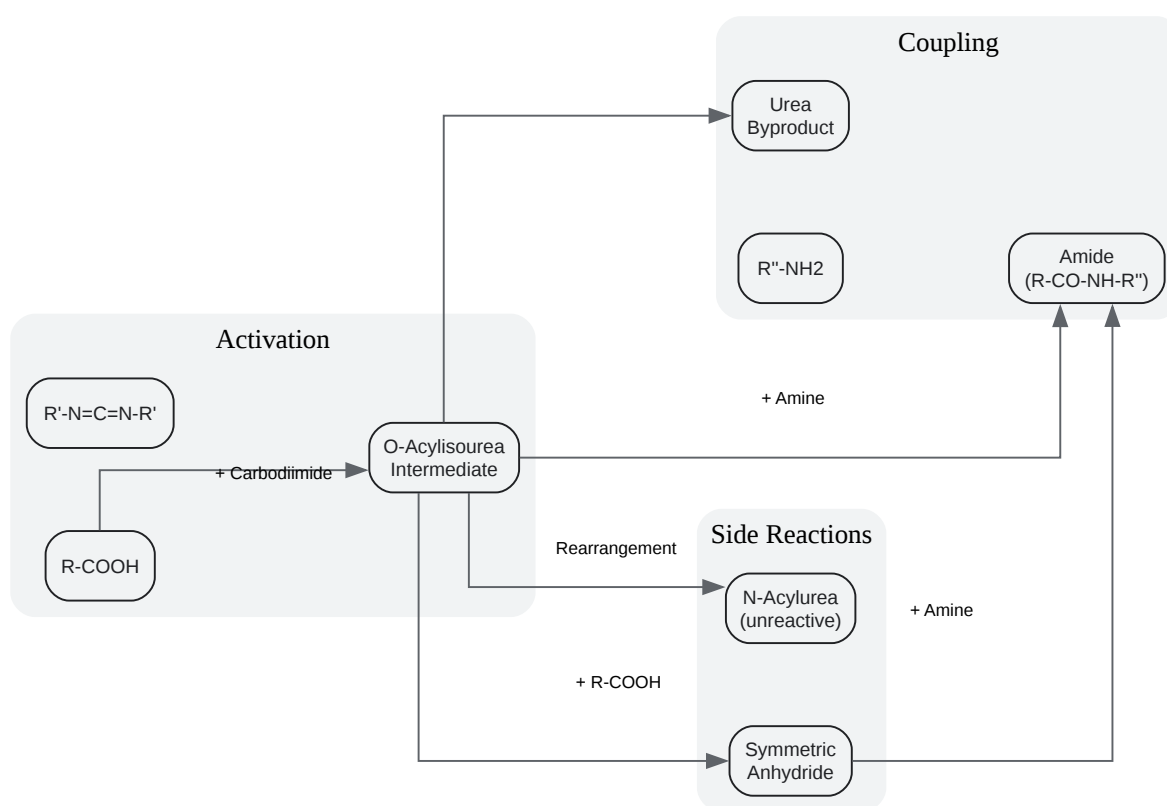 Coupling
Urea
Byproduct
R"-NH2
Amide
(R-CO-NH-R")
Activation
R'-N=C=N-R'
+ Carbodiimide
R-COOH
O-Acylisourea
Intermediate
+ Amine
Rearrangement
+ R-COOH
Side Reactions
N-Acylurea
(unreactive)
+ Amine
Symmetric
Anhydride